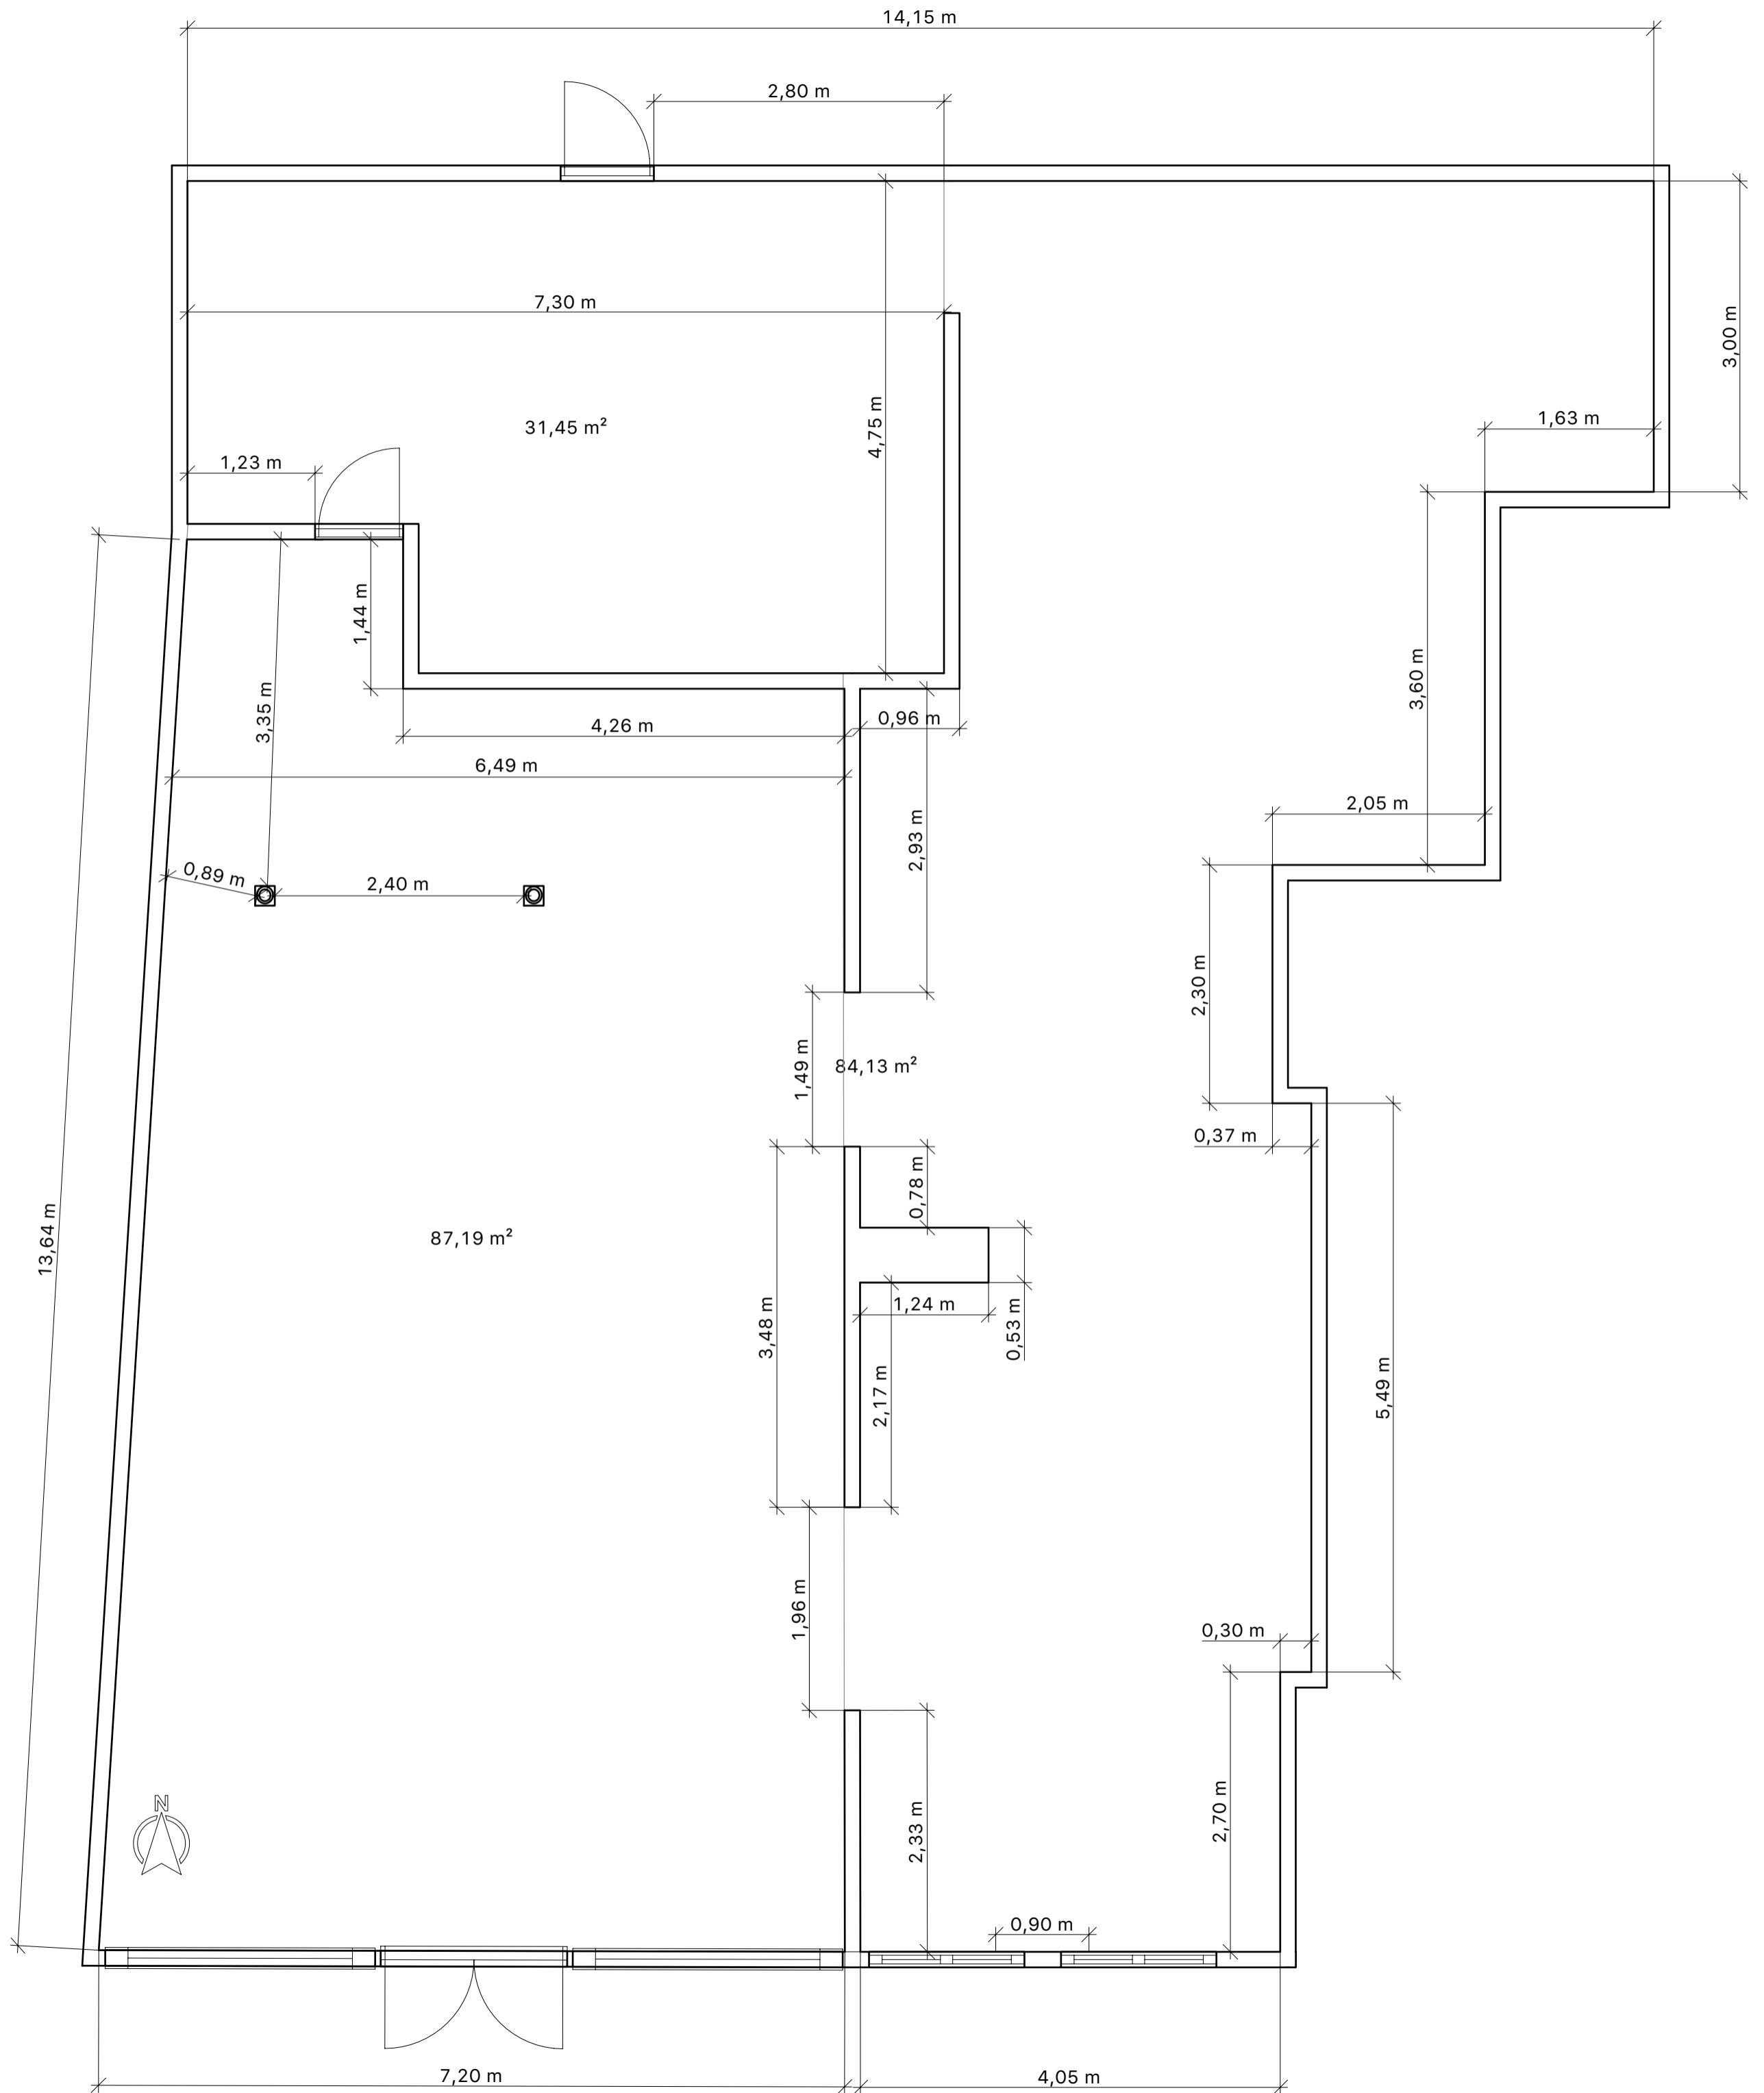 14,15 m
2,80 m
7,30 m
3,00 m
4,75 m
1,63 m
31,45 m²
1,23 m
1,44 m
3,35 m
3,60 m
0,96 m
4,26 m
6,49 m
2,05 m
2,93 m
0,89 m
2,40 m
2,30 m
1,49 m
84,13 m²
0,37 m
0,78 m
13,64 m
87,19 m²
1,24 m
3,48 m
0,53 m
2,17 m
5,49 m
1,96 m
0,30 m
N
2,33 m
2,70 m
0,90 m
7,20 m
4,05 m